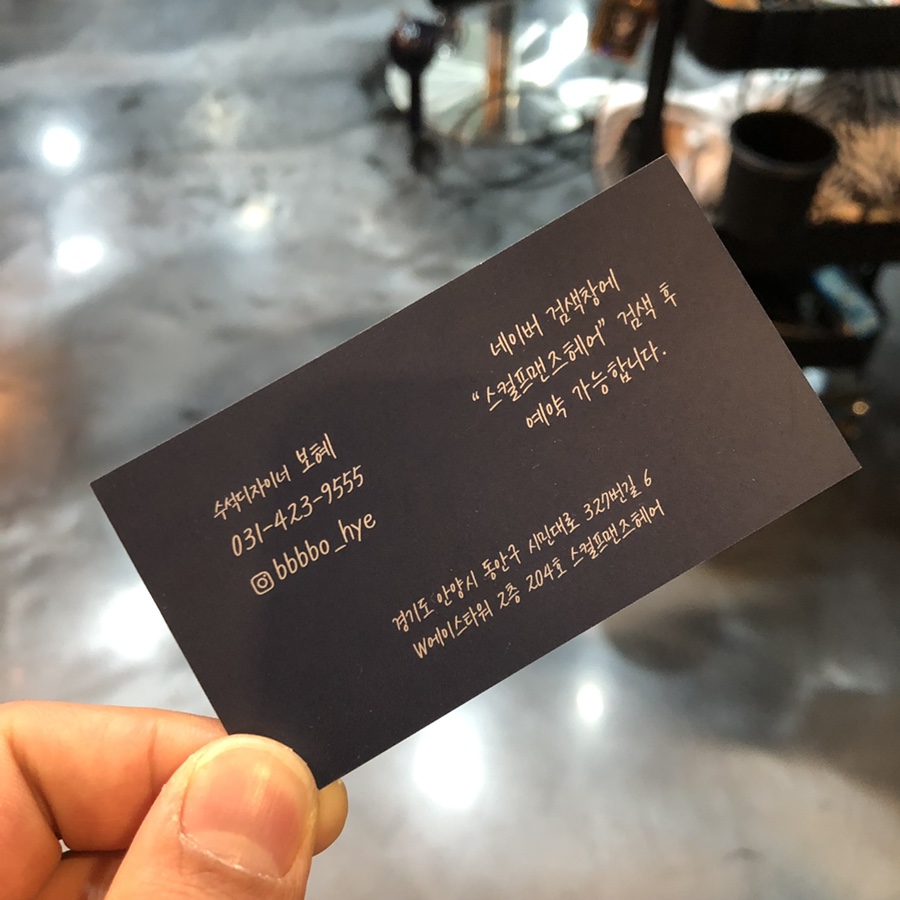 네이버 검색창에
“스컬프맨즈헤어” 검색 후
예약 가능합니다.
수석디자이너 보혜
031-423-9555
bbbbo_hye
경기도 안양시 동안구 시민대로 327번길 6
W에이스타워 2층 204호 스컬프맨즈헤어